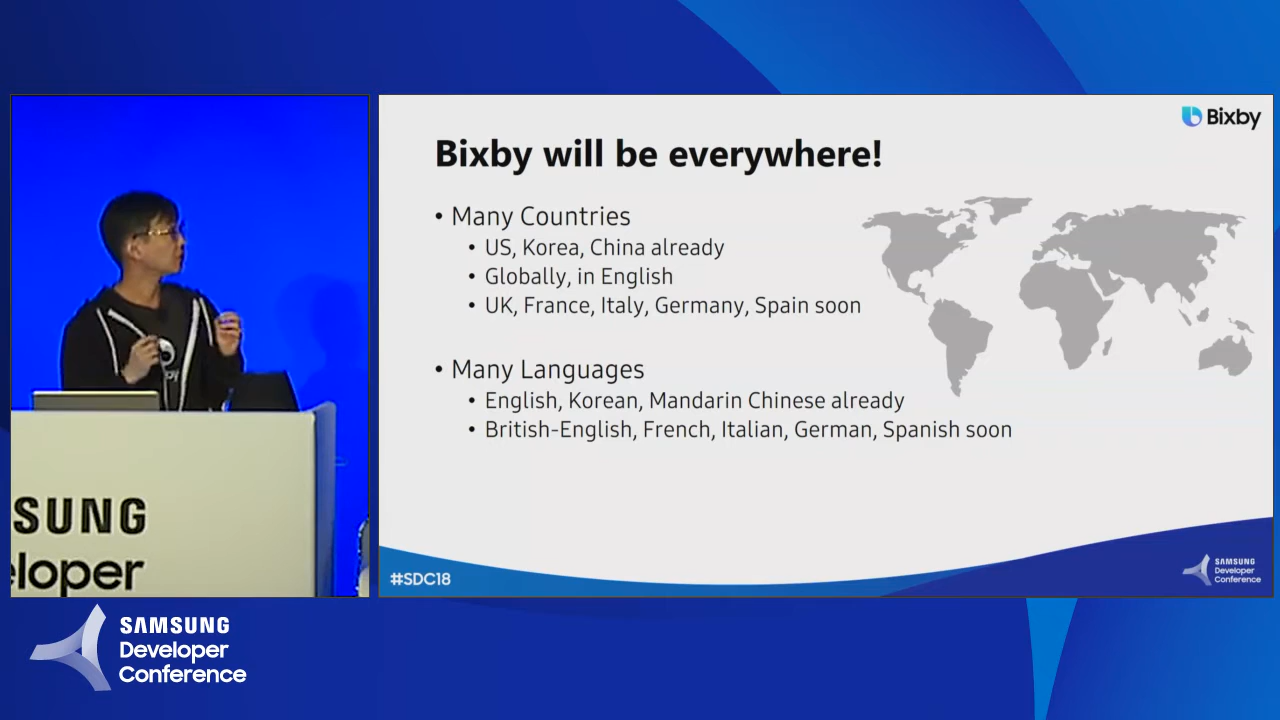 Bixby
Bixby will be everywhere!
• Many Countries
• US, Korea, China already
• Globally, in English
• UK, France, Italy, Germany, Spain soon
• Many Languages
• English, Korean, Mandarin Chinese already
• British-English, French, Italian, German, Spanish soon
#SDC18
SAMSUNG
Developer
Conference
SUNG
eloper
SAMSUNG
Developer
Conference